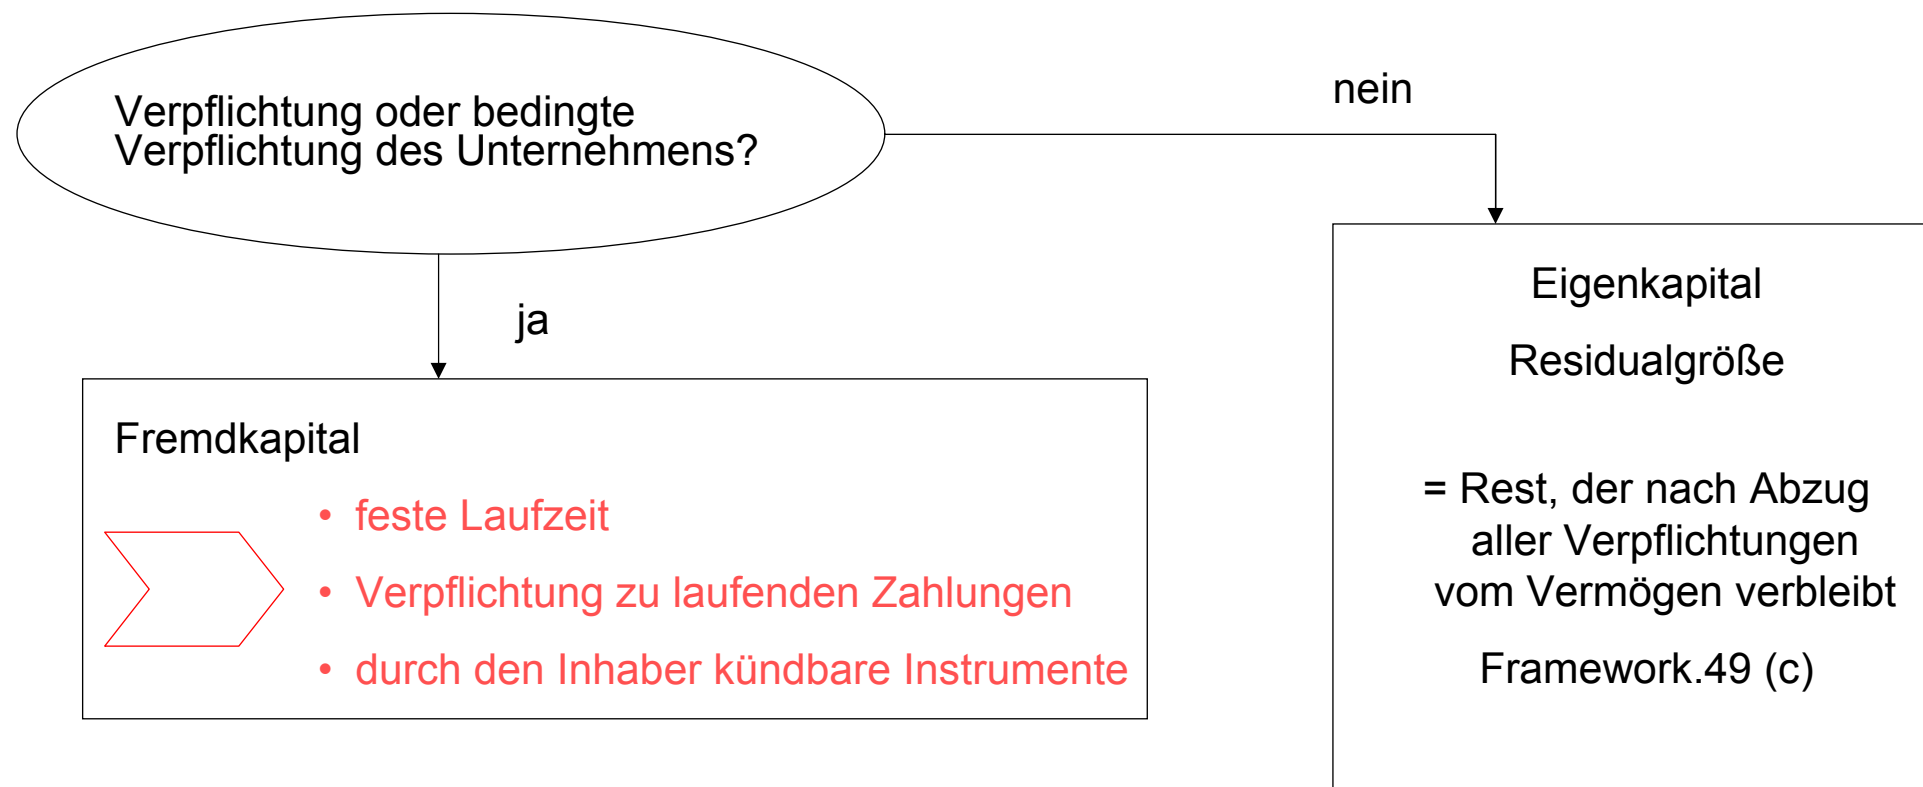 Verpflichtung oder bedingte
Verpflichtung des Unternehmens?
nein
ja
Fremdkapital
• feste Laufzeit
• Verpflichtung zu laufenden Zahlungen
• durch den Inhaber kündbare Instrumente
Eigenkapital
Residualgröße
= Rest, der nach Abzug
aller Verpflichtungen
vom Vermögen verbleibt
Framework.49 (c)